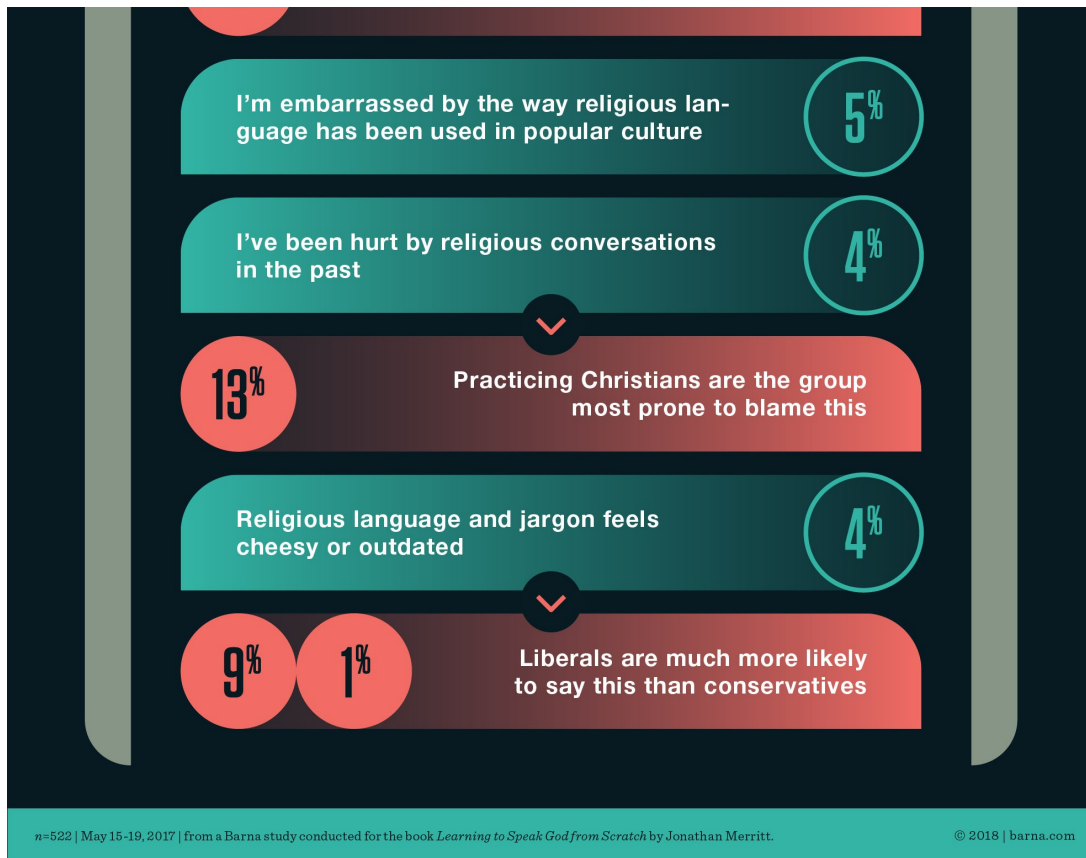 I'm embarrassed by the way religious lan-
guage has been used in popular culture
5%
I've been hurt by religious conversations
in the past
4%
13%
Practicing Christians are the group
most prone to blame this
Religious language and jargon feels
cheesy or outdated
4%
9% 1%
Liberals are much more likely
to say this than conservatives
n=522 | May 15-19, 2017 | from a Barna study conducted for the book Learning to Speak God from Scratch by Jonathan Merritt.
© 2018 | barna.com